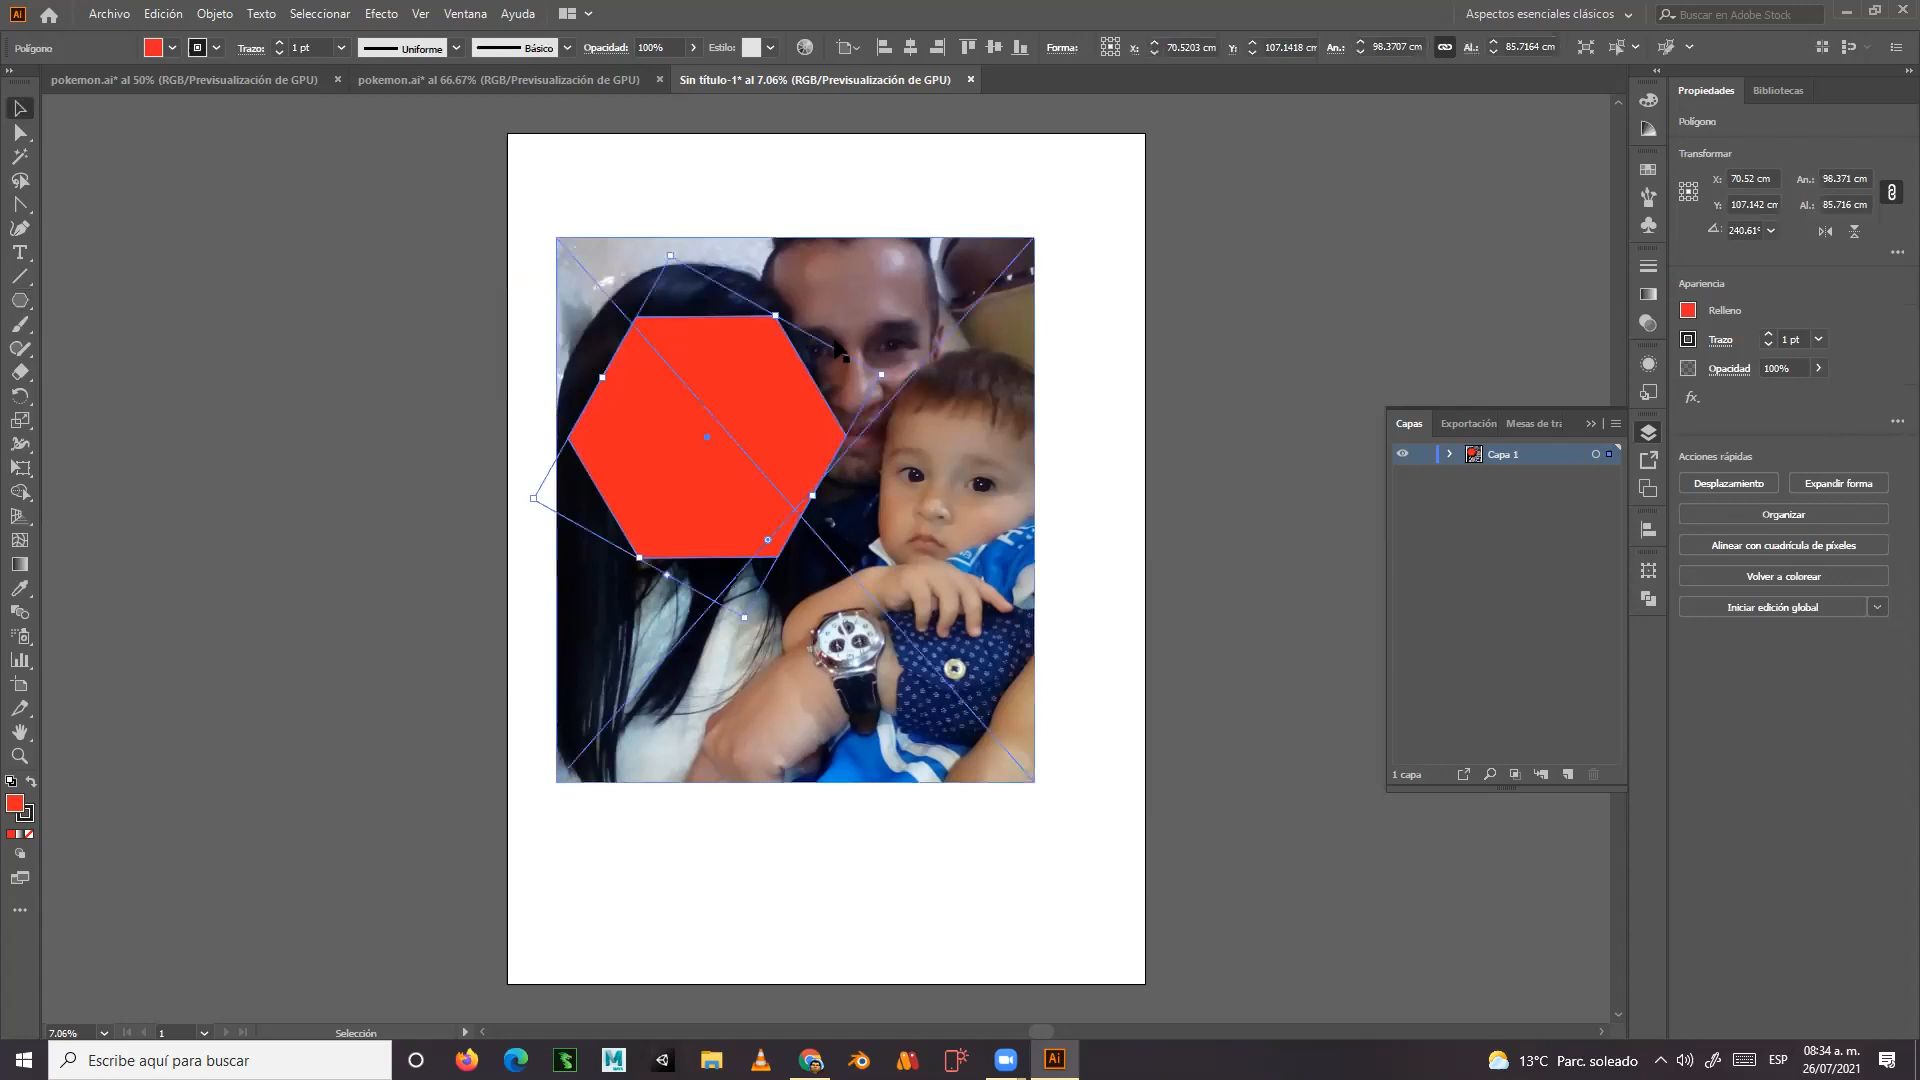 Ai Archivo Edición Objeto Texto Seleccionar Efecto Ver Ventana Ayuda Aspectos esenciales clásicos Buscar en Adobe Stock
Polígono Trazo: 1 pt Uniforme Básico Opacidad: 100% Estilo: Forma: X: 70.5203 cm Y: 107.1418 cm An.: 98.3707 cm Al.: 85.7164 cm
pokemon.ai* al 50% (RGB/Previsualización de GPU) × pokemon.ai* al 66.67% (RGB/Previsualización de GPU) × Sin título-1* al 7.06% (RGB/Previsualización de GPU) ×
Propiedades Bibliotecas
Polígono
Transformar
X: 70.52 cm An.: 98.371 cm
Y: 107.142 cm Al.: 85.716 cm
240.61°
Apariencia
Relleno
Trazo 1 pt
Opacidad 100%
fx.
Acciones rápidas
Desplazamiento Expandir forma
Organizar
Alinear con cuadrícula de píxeles
Volver a colorear
Iniciar edición global
Capas Exportación Mesas de tra
Capa 1
1 capa
7.06% 1 Selección
Escribe aquí para buscar
Ai 13°C Parc. soleado ESP
08:34 a. m.
26/07/2021